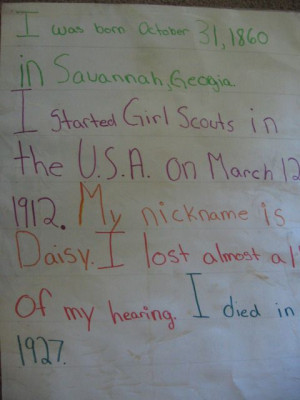 I was born October 31, 1860
in Savannah, Geogia
I Started Girl Scouts in
the U.S.A. on March 12
1912. My nickname is
Daisy. I lost almost al
of my hearing. I died in
1927.